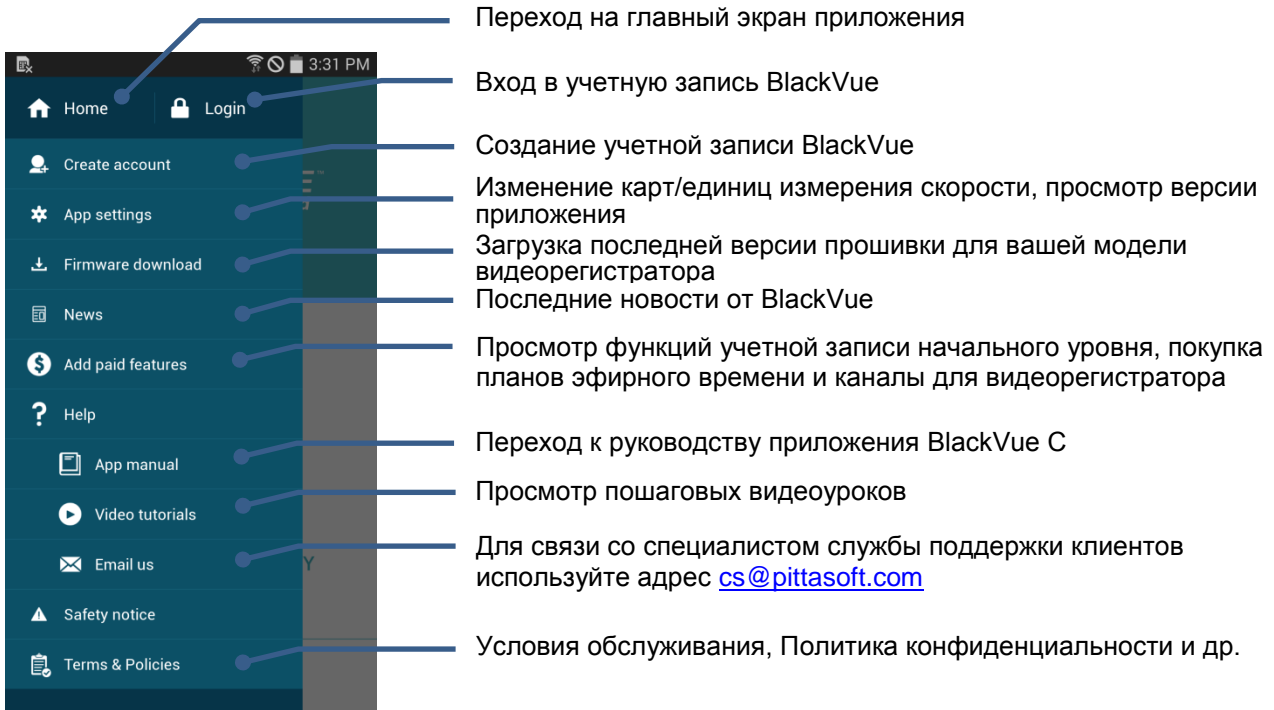 Переход на главный экран приложения
3:31 PM
Home
Login
Вход в учетную запись BlackVue
Create account
Создание учетной записи BlackVue
App settings
Изменение карт/единиц измерения скорости, просмотр версии
приложения
Firmware download
Загрузка последней версии прошивки для вашей модели
видеорегистратора
News
Последние новости от BlackVue
Add paid features
Просмотр функций учетной записи начального уровня, покупка
планов эфирного времени и каналы для видеорегистратора
Help
App manual
Переход к руководству приложения BlackVue C
Video tutorials
Просмотр пошаговых видеоуроков
Email us
Для связи со специалистом службы поддержки клиентов
используйте адрес cs@pittasoft.com
Y
Safety notice
Terms & Policies
Условия обслуживания, Политика конфиденциальности и др.